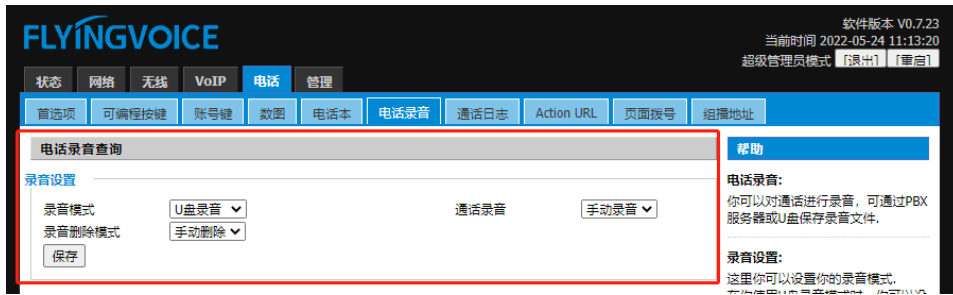 FLYINGVOICE
软件版本 V0.7.23
当前时间 2022-05-24 11:13:20
超级管理员模式 [退出] [重启]
状态 网络 无线 VoIP 电话 管理
首选项 可编程按键 账号键 数图 电话本 电话录音 通话日志 Action URL 页面拨号 组播地址
电话录音查询
录音设置
录音模式 U盘录音 通话录音 手动录音
录音删除模式 手动删除
保存
帮助
电话录音:
你可以对通话进行录音，可通过PBX
服务器或U盘保存录音文件.
录音设置:
这里你可以设置你的录音模式.